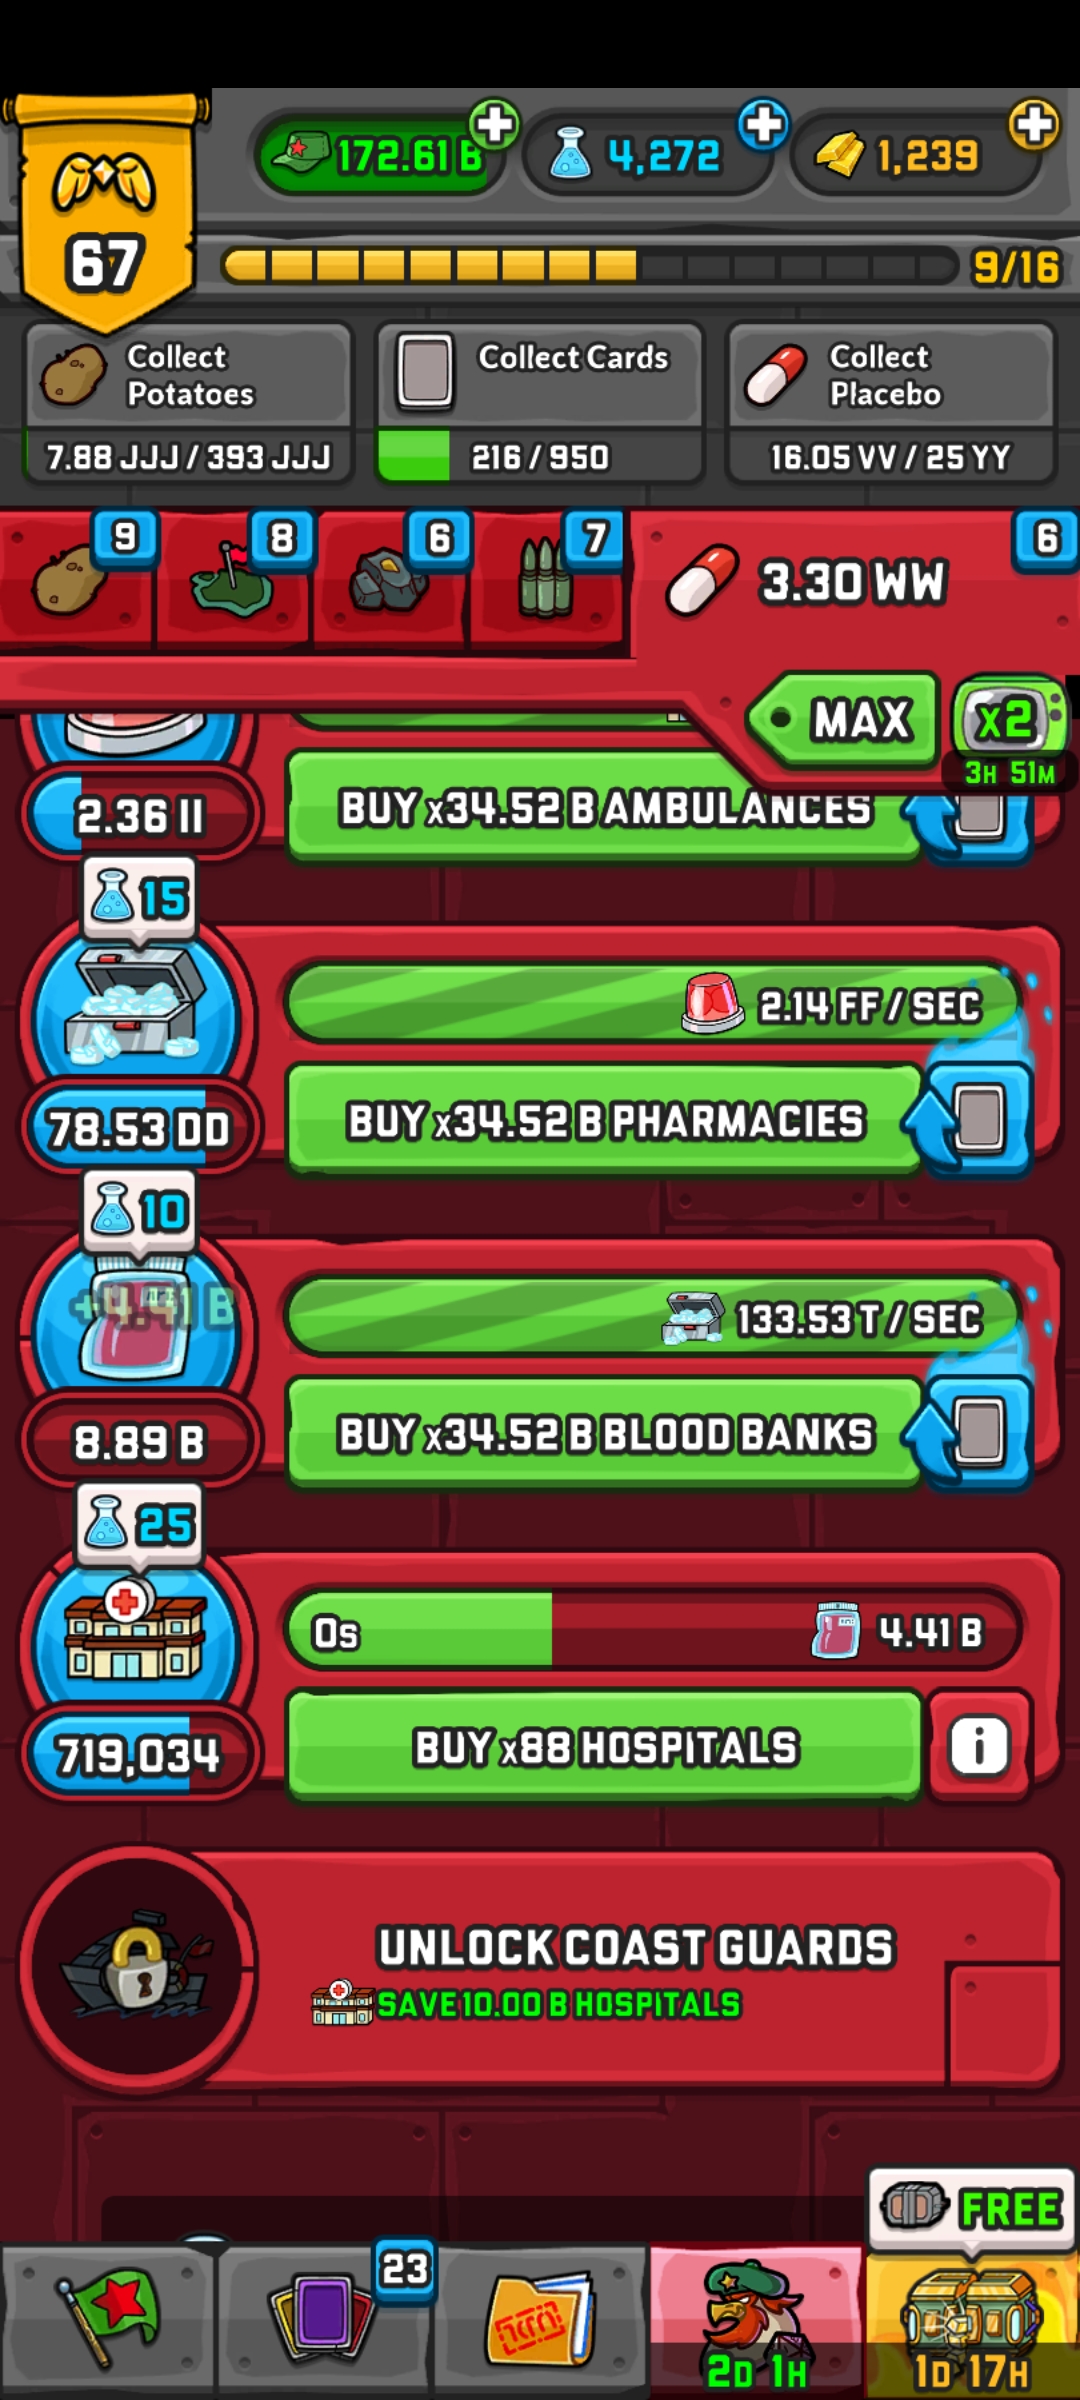 172.61 B
4,272
1,239
67
9/16
Collect Potatoes
7.88 JJJ / 393 JJJ
Collect Cards
216 / 950
Collect Placebo
16.05 VV / 25 YY
9
8
6
7
3.30 WW
6
MAX
x2
3H 51M
2.36 II
BUY x34.52 B AMBULANCES
15
2.14 FF / SEC
78.53 DD
BUY x34.52 B PHARMACIES
10
+4.41 B
133.53 T / SEC
8.89 B
BUY x34.52 B BLOOD BANKS
25
0s
4.41 B
719,034
BUY x88 HOSPITALS
i
UNLOCK COAST GUARDS
SAVE 10.00 B HOSPITALS
FREE
23
2D 1H
1D 17H